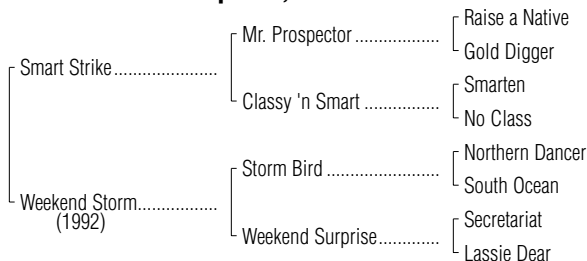 Raise a Native
Mr. Prospector ....................
Gold Digger
Smart Strike......................
Smarten
Classy 'n Smart ..................
No Class
Northern Dancer
Storm Bird ........................
South Ocean
Weekend Storm.................
(1992)
Secretariat
Weekend Surprise..............
Lassie Dear